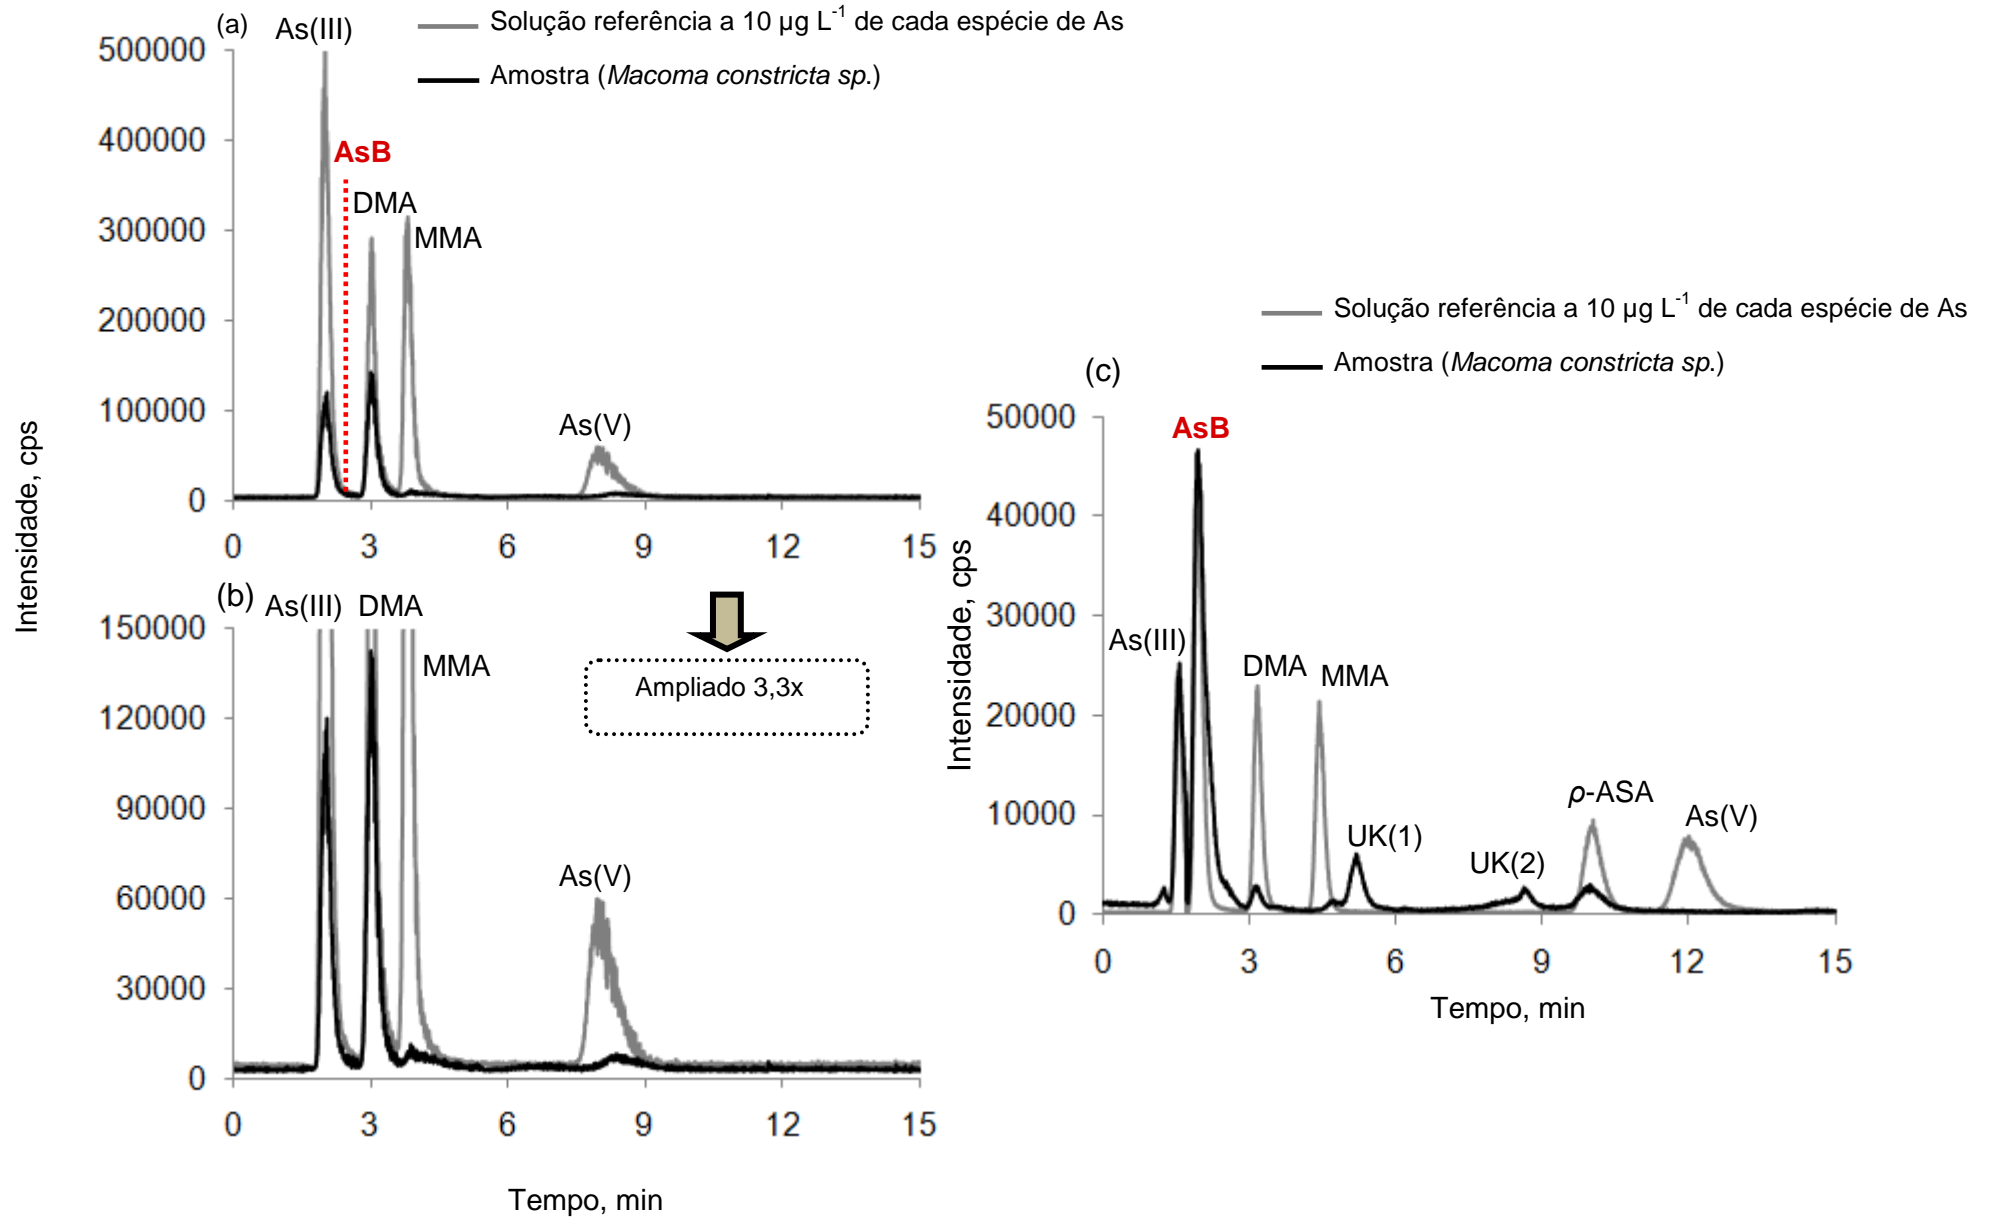 (a)
As(III)
Solução referência a 10 µg L-1 de cada espécie de As
Amostra (Macoma constricta sp.)
500000
400000
300000
200000
100000
0
AsB
DMA
MMA
As(V)
0 3 6 9 12 15
Intensidade, cps
(b)
As(III) DMA
MMA
As(V)
150000
120000
90000
60000
30000
0
0 3 6 9 12 15
Tempo, min
Ampliado 3,3x
Solução referência a 10 µg L-1 de cada espécie de As
Amostra (Macoma constricta sp.)
(c)
50000
40000
30000
20000
10000
0
Intensidade, cps
AsB
As(III)
DMA
MMA
UK(1)
UK(2)
ρ-ASA
As(V)
0 3 6 9 12 15
Tempo, min